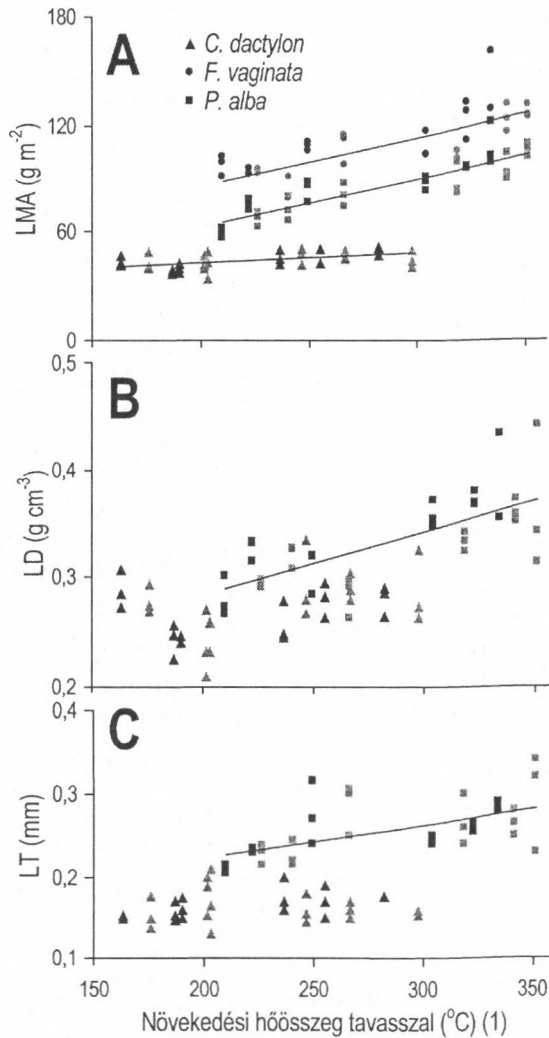 A
▲ C. dactylon
● F. vaginata
■ P. alba
LMA (g m-2)
180
120
60
0
B
LD (g cm-3)
0,5
0,4
0,3
0,2
C
LT (mm)
0,4
0,3
0,2
0,1
150 200 250 300 350
Növekedési hőösszeg tavasszal (°C) (1)